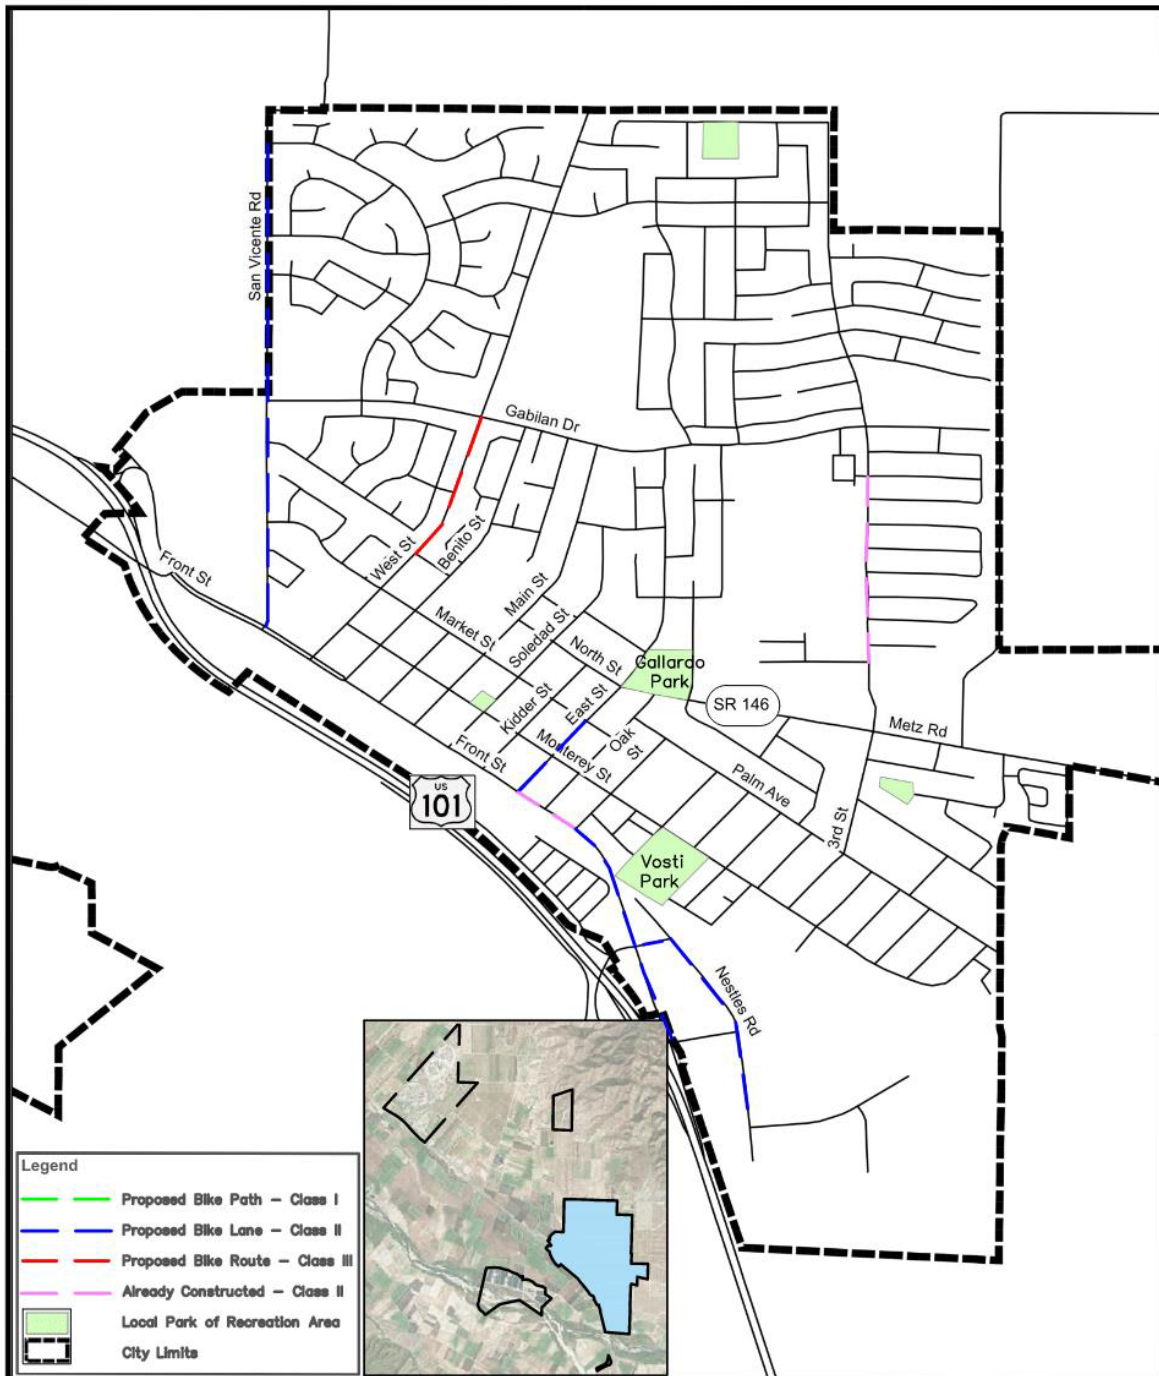 San Vicente Rd
Gabilan Dr
West St
Benito St
Front St
Main St
Market St
Soledad St
North St
Gallardo
Park
SR 146
Kidder St
East St
Metz Rd
Oak
St
Front St
Monterey St
Palm Ave
US
101
3rd St
Vosti
Park
Nestles Rd
Legend
Proposed Bike Path – Class I
Proposed Bike Lane – Class II
Proposed Bike Route – Class III
Already Constructed – Class II
Local Park of Recreation Area
City Limits